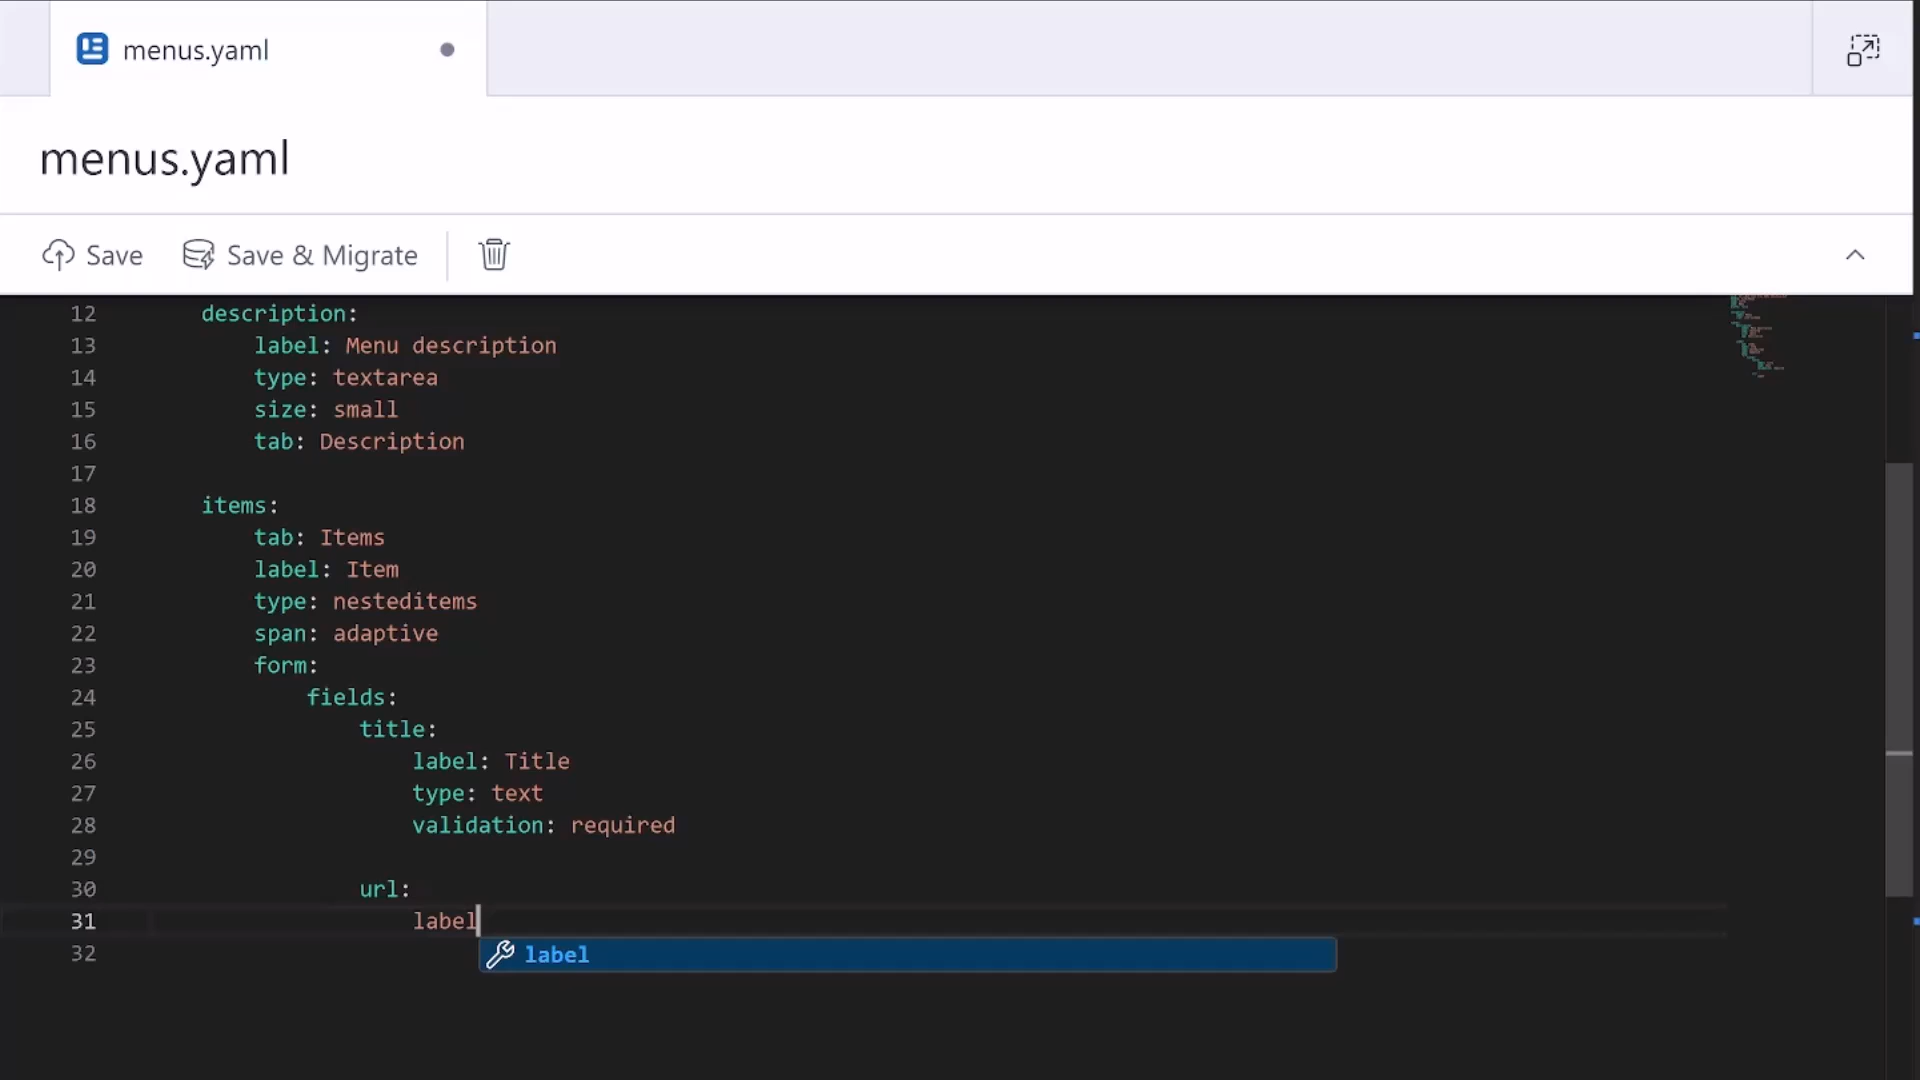 menus.yaml
menus.yaml
Save Save & Migrate
12 description:
13 label: Menu description
14 type: textarea
15 size: small
16 tab: Description
17
18 items:
19 tab: Items
20 label: Item
21 type: nesteditems
22 span: adaptive
23 form:
24 fields:
25 title:
26 label: Title
27 type: text
28 validation: required
29
30 url:
31 label
32
label